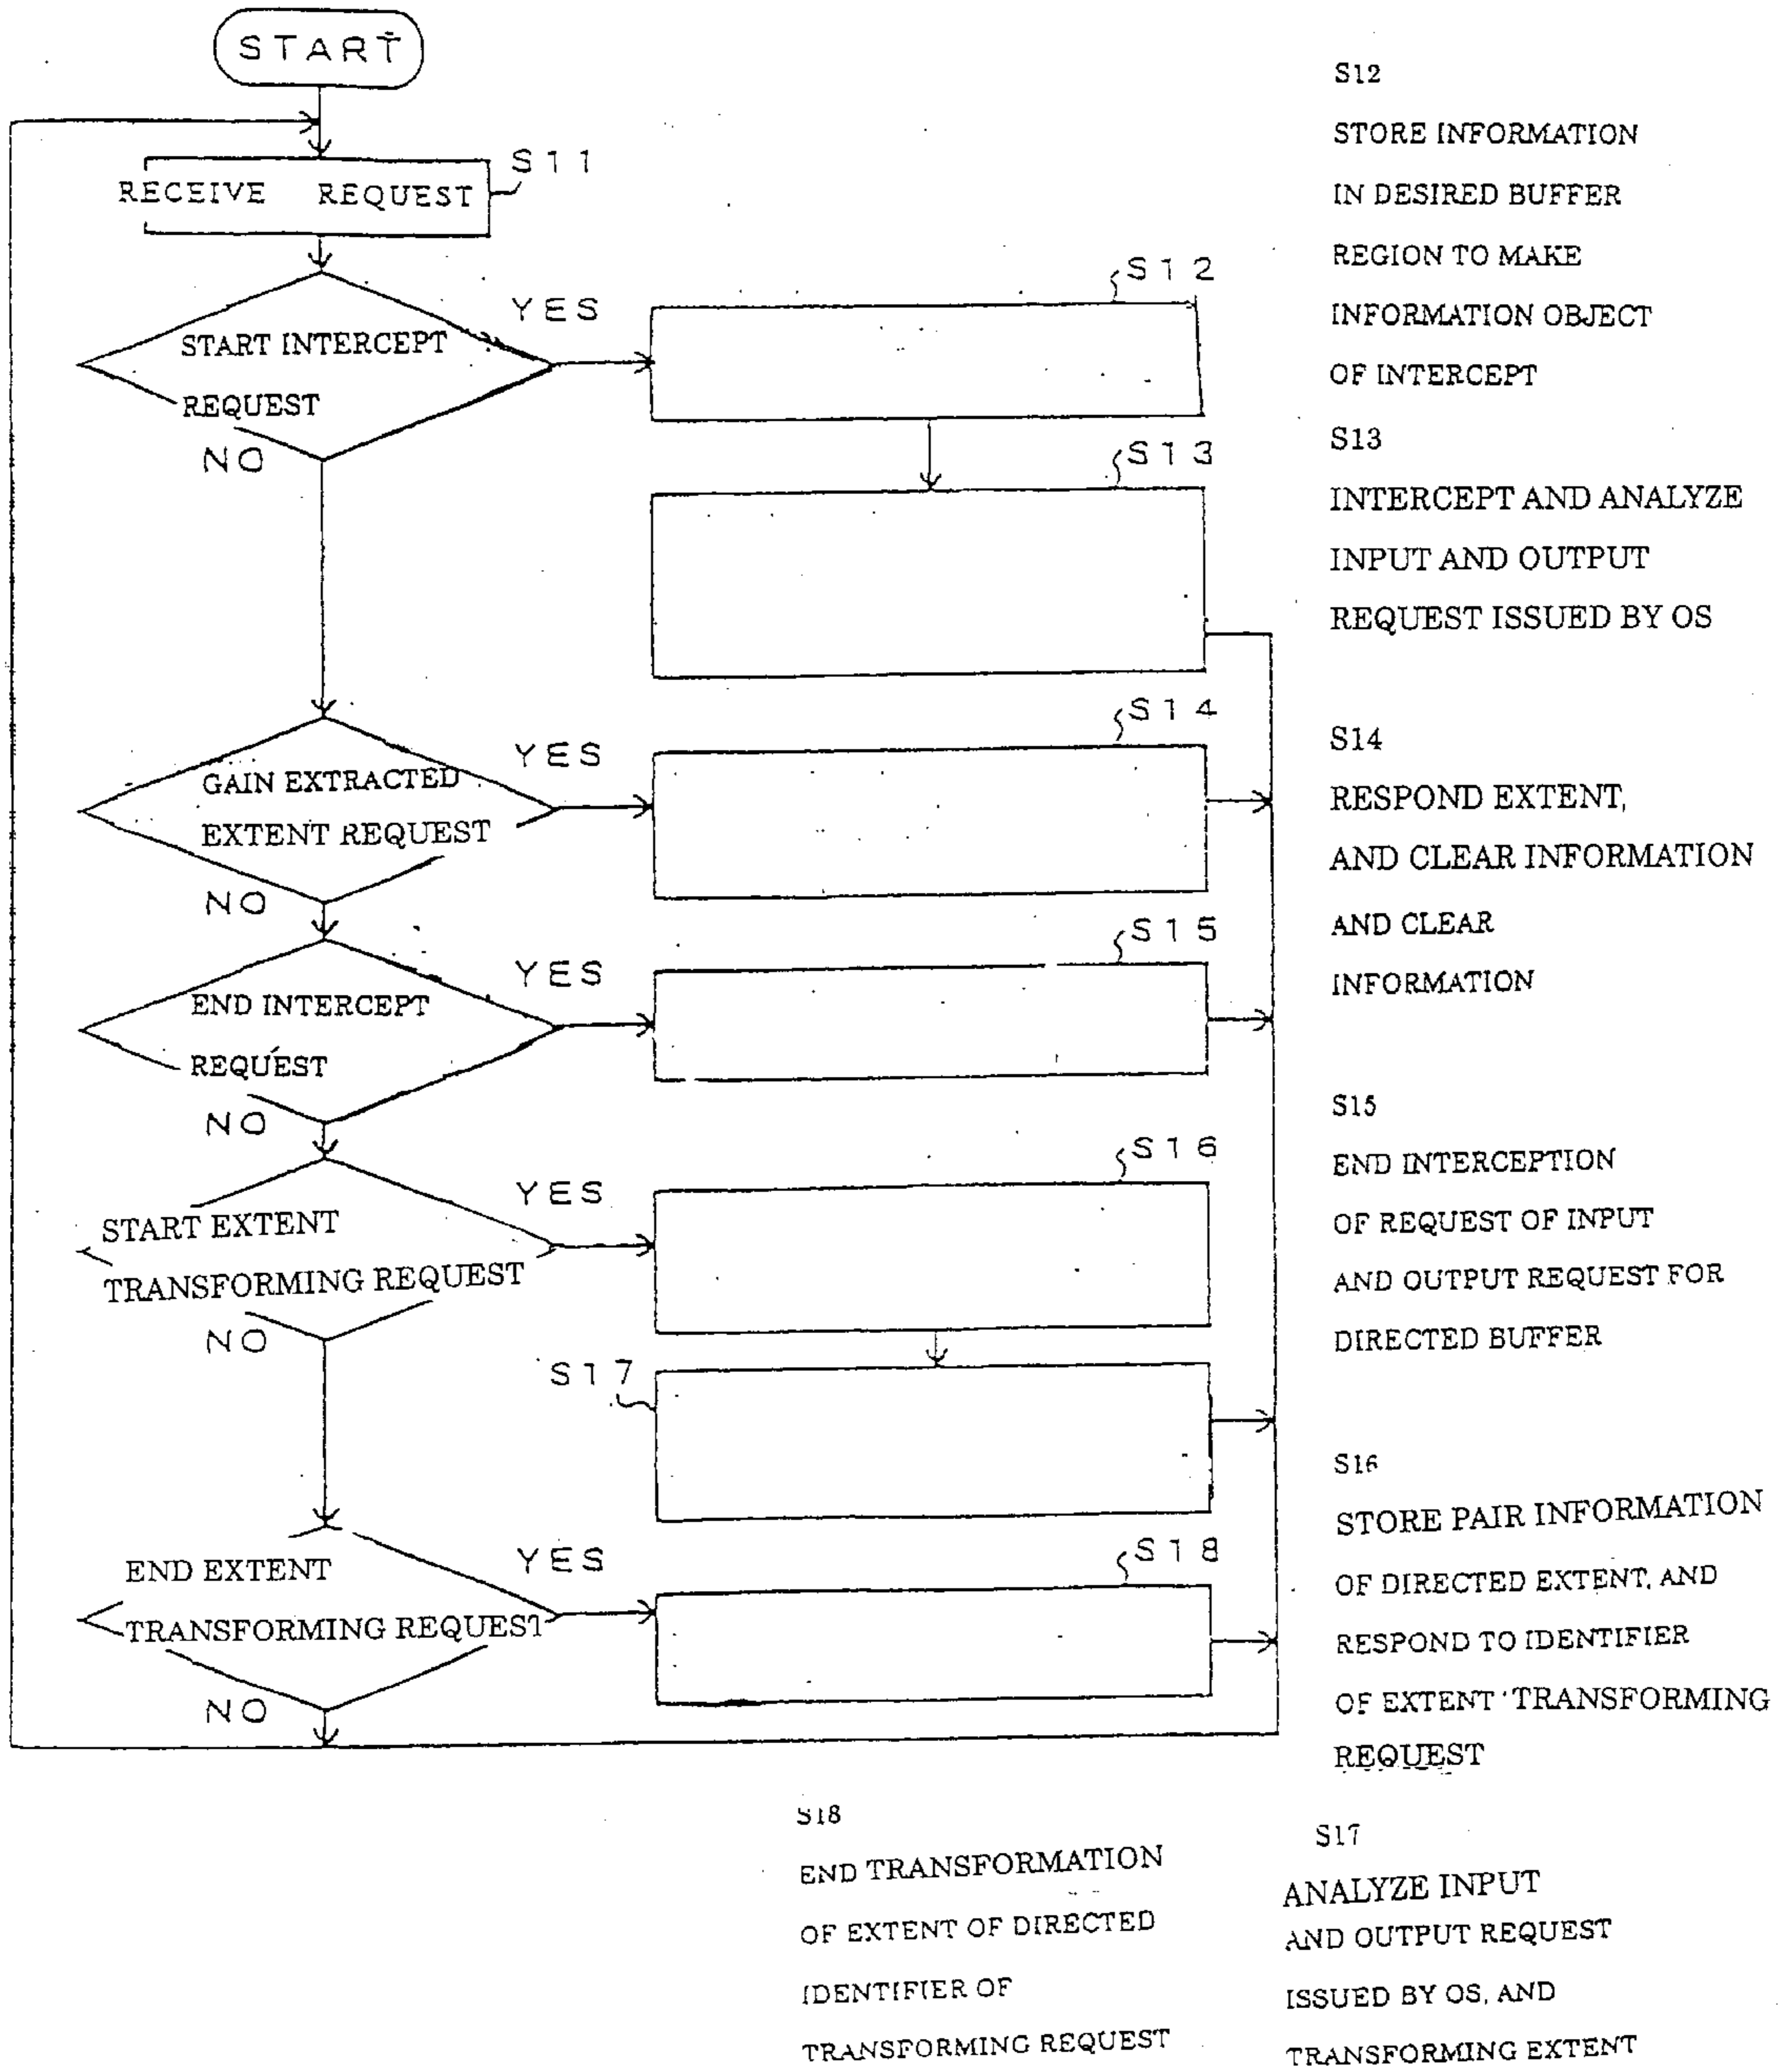 START
RECEIVE REQUEST
S11
START INTERCEPT
REQUEST
YES
NO
S12
S13
GAIN EXTRACTED
EXTENT REQUEST
YES
NO
S14
END INTERCEPT
REQUEST
YES
NO
S15
START EXTENT
TRANSFORMING REQUEST
YES
NO
S16
S17
END EXTENT
TRANSFORMING REQUEST
YES
NO
S18
S12
STORE INFORMATION
IN DESIRED BUFFER
REGION TO MAKE
INFORMATION OBJECT
OF INTERCEPT
S13
INTERCEPT AND ANALYZE
INPUT AND OUTPUT
REQUEST ISSUED BY OS
S14
RESPOND EXTENT,
AND CLEAR INFORMATION
AND CLEAR
INFORMATION
S15
END INTERCEPTION
OF REQUEST OF INPUT
AND OUTPUT REQUEST FOR
DIRECTED BUFFER
S16
STORE PAIR INFORMATION
OF DIRECTED EXTENT, AND
RESPOND TO IDENTIFIER
OF EXTENT TRANSFORMING
REQUEST
S18
END TRANSFORMATION
OF EXTENT OF DIRECTED
IDENTIFIER OF
TRANSFORMING REQUEST
S17
ANALYZE INPUT
AND OUTPUT REQUEST
ISSUED BY OS, AND
TRANSFORMING EXTENT